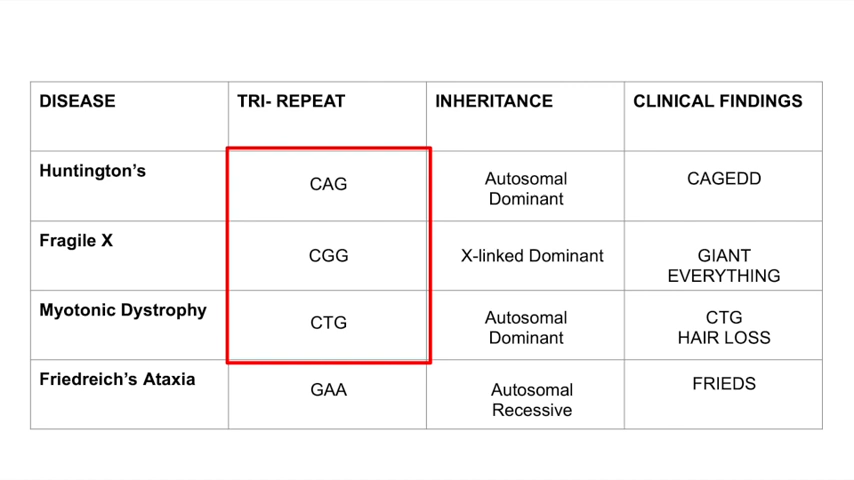 DISEASE
TRI- REPEAT
INHERITANCE
CLINICAL FINDINGS
Huntington’s
CAG
Autosomal
Dominant
CAGEDD
Fragile X
CGG
X-linked Dominant
GIANT
EVERYTHING
Myotonic Dystrophy
CTG
Autosomal
Dominant
CTG
HAIR LOSS
Friedreich’s Ataxia
GAA
Autosomal
Recessive
FRIEDS